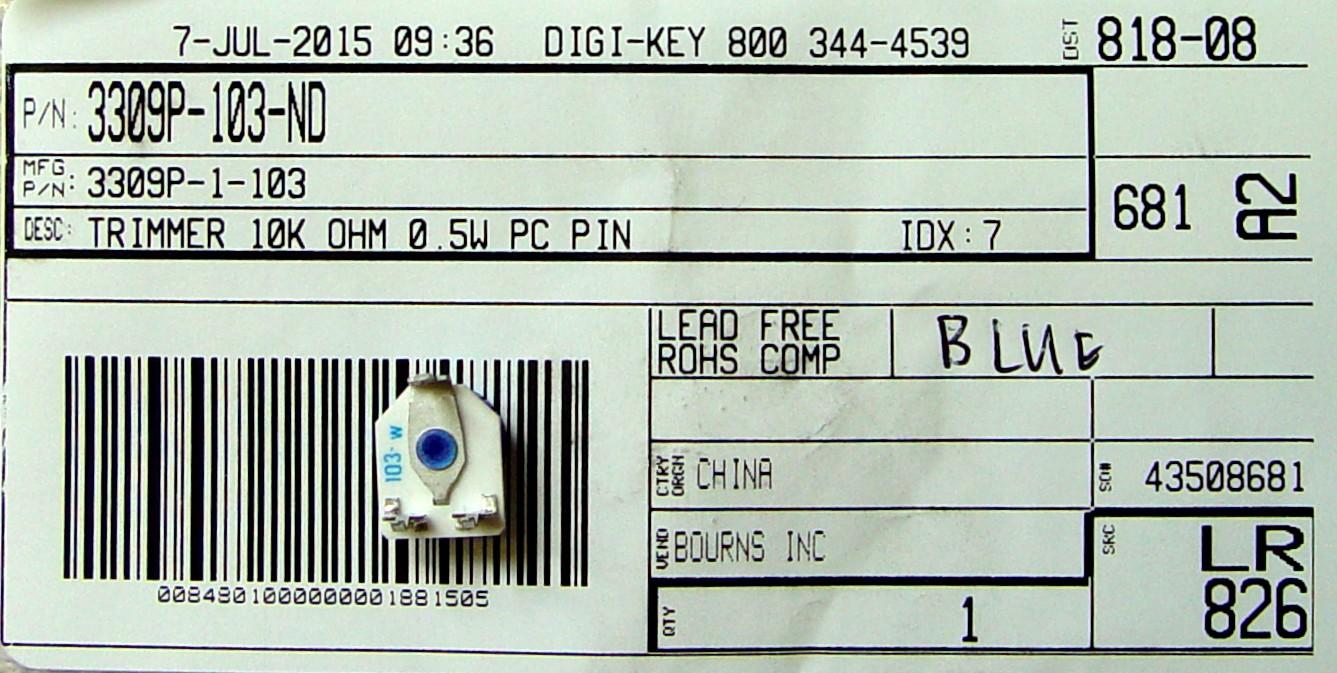 7-JUL-2015 09:36 DIGI-KEY 800 344-4539 DST 818-08
P/N: 3309P-103-ND
MFG. P/N: 3309P-1-103
681 A2
DESC: TRIMMER 10K OHM 0.5W PC PIN IDX: 7
LEAD FREE
ROHS COMP
BLUE
103 W
CTRY ORGN CHINA
SO# 43508681
VEND BOURNS INC
SRC LR
826
QTY 1